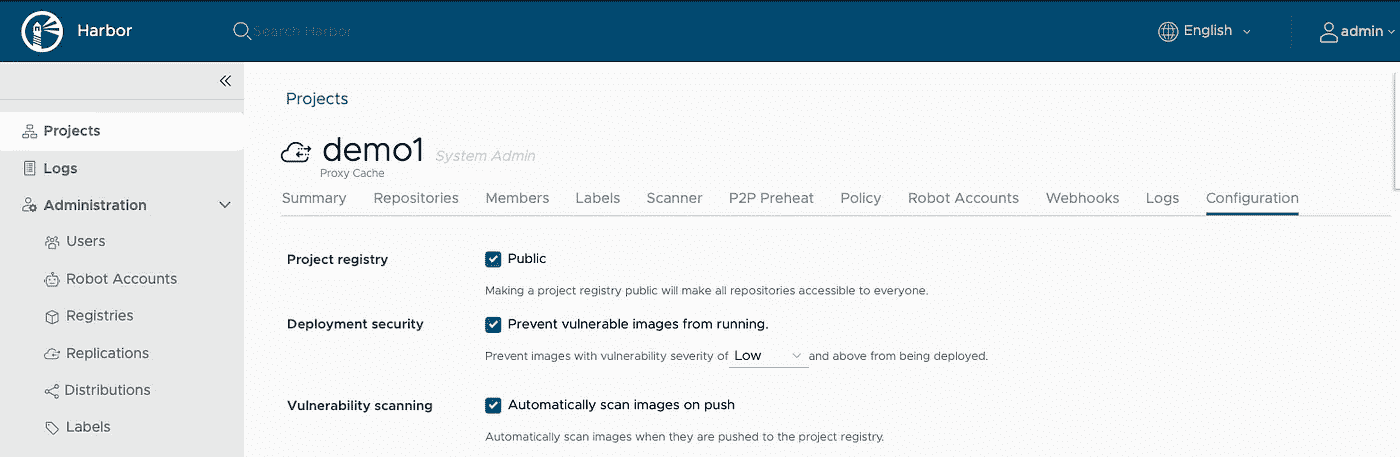 Harbor
Search Harbor
English
admin
Projects
Logs
Administration
Users
Robot Accounts
Registries
Replications
Distributions
Labels
Projects
demo1 System Admin
Proxy Cache
Summary Repositories Members Labels Scanner P2P Preheat Policy Robot Accounts Webhooks Logs Configuration
Project registry Public
Making a project registry public will make all repositories accessible to everyone.
Deployment security Prevent vulnerable images from running.
Prevent images with vulnerability severity of Low and above from being deployed.
Vulnerability scanning Automatically scan images on push
Automatically scan images when they are pushed to the project registry.